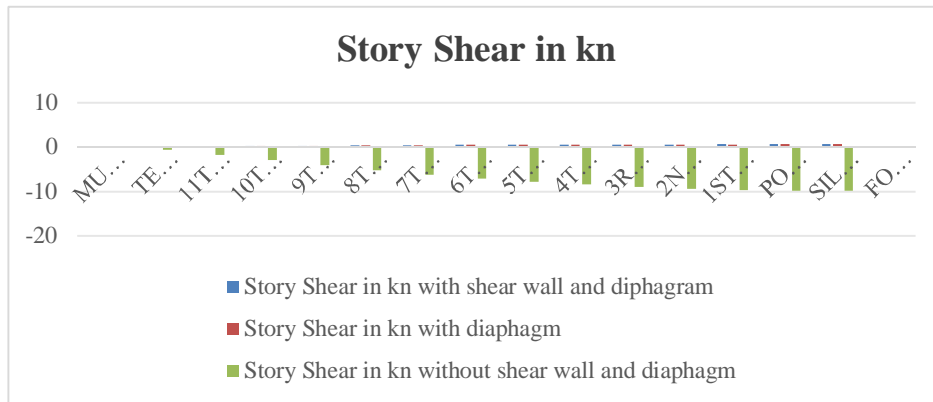 Story Shear in kn
10
0
-10
-20
MU…
TE…
11T…
10T…
9T…
8T…
7T…
6T…
5T…
4T…
3R…
2N…
1ST…
PO…
SIL…
FO…
Story Shear in kn with shear wall and diphagram
Story Shear in kn with diaphagm
Story Shear in kn without shear wall and diaphagm